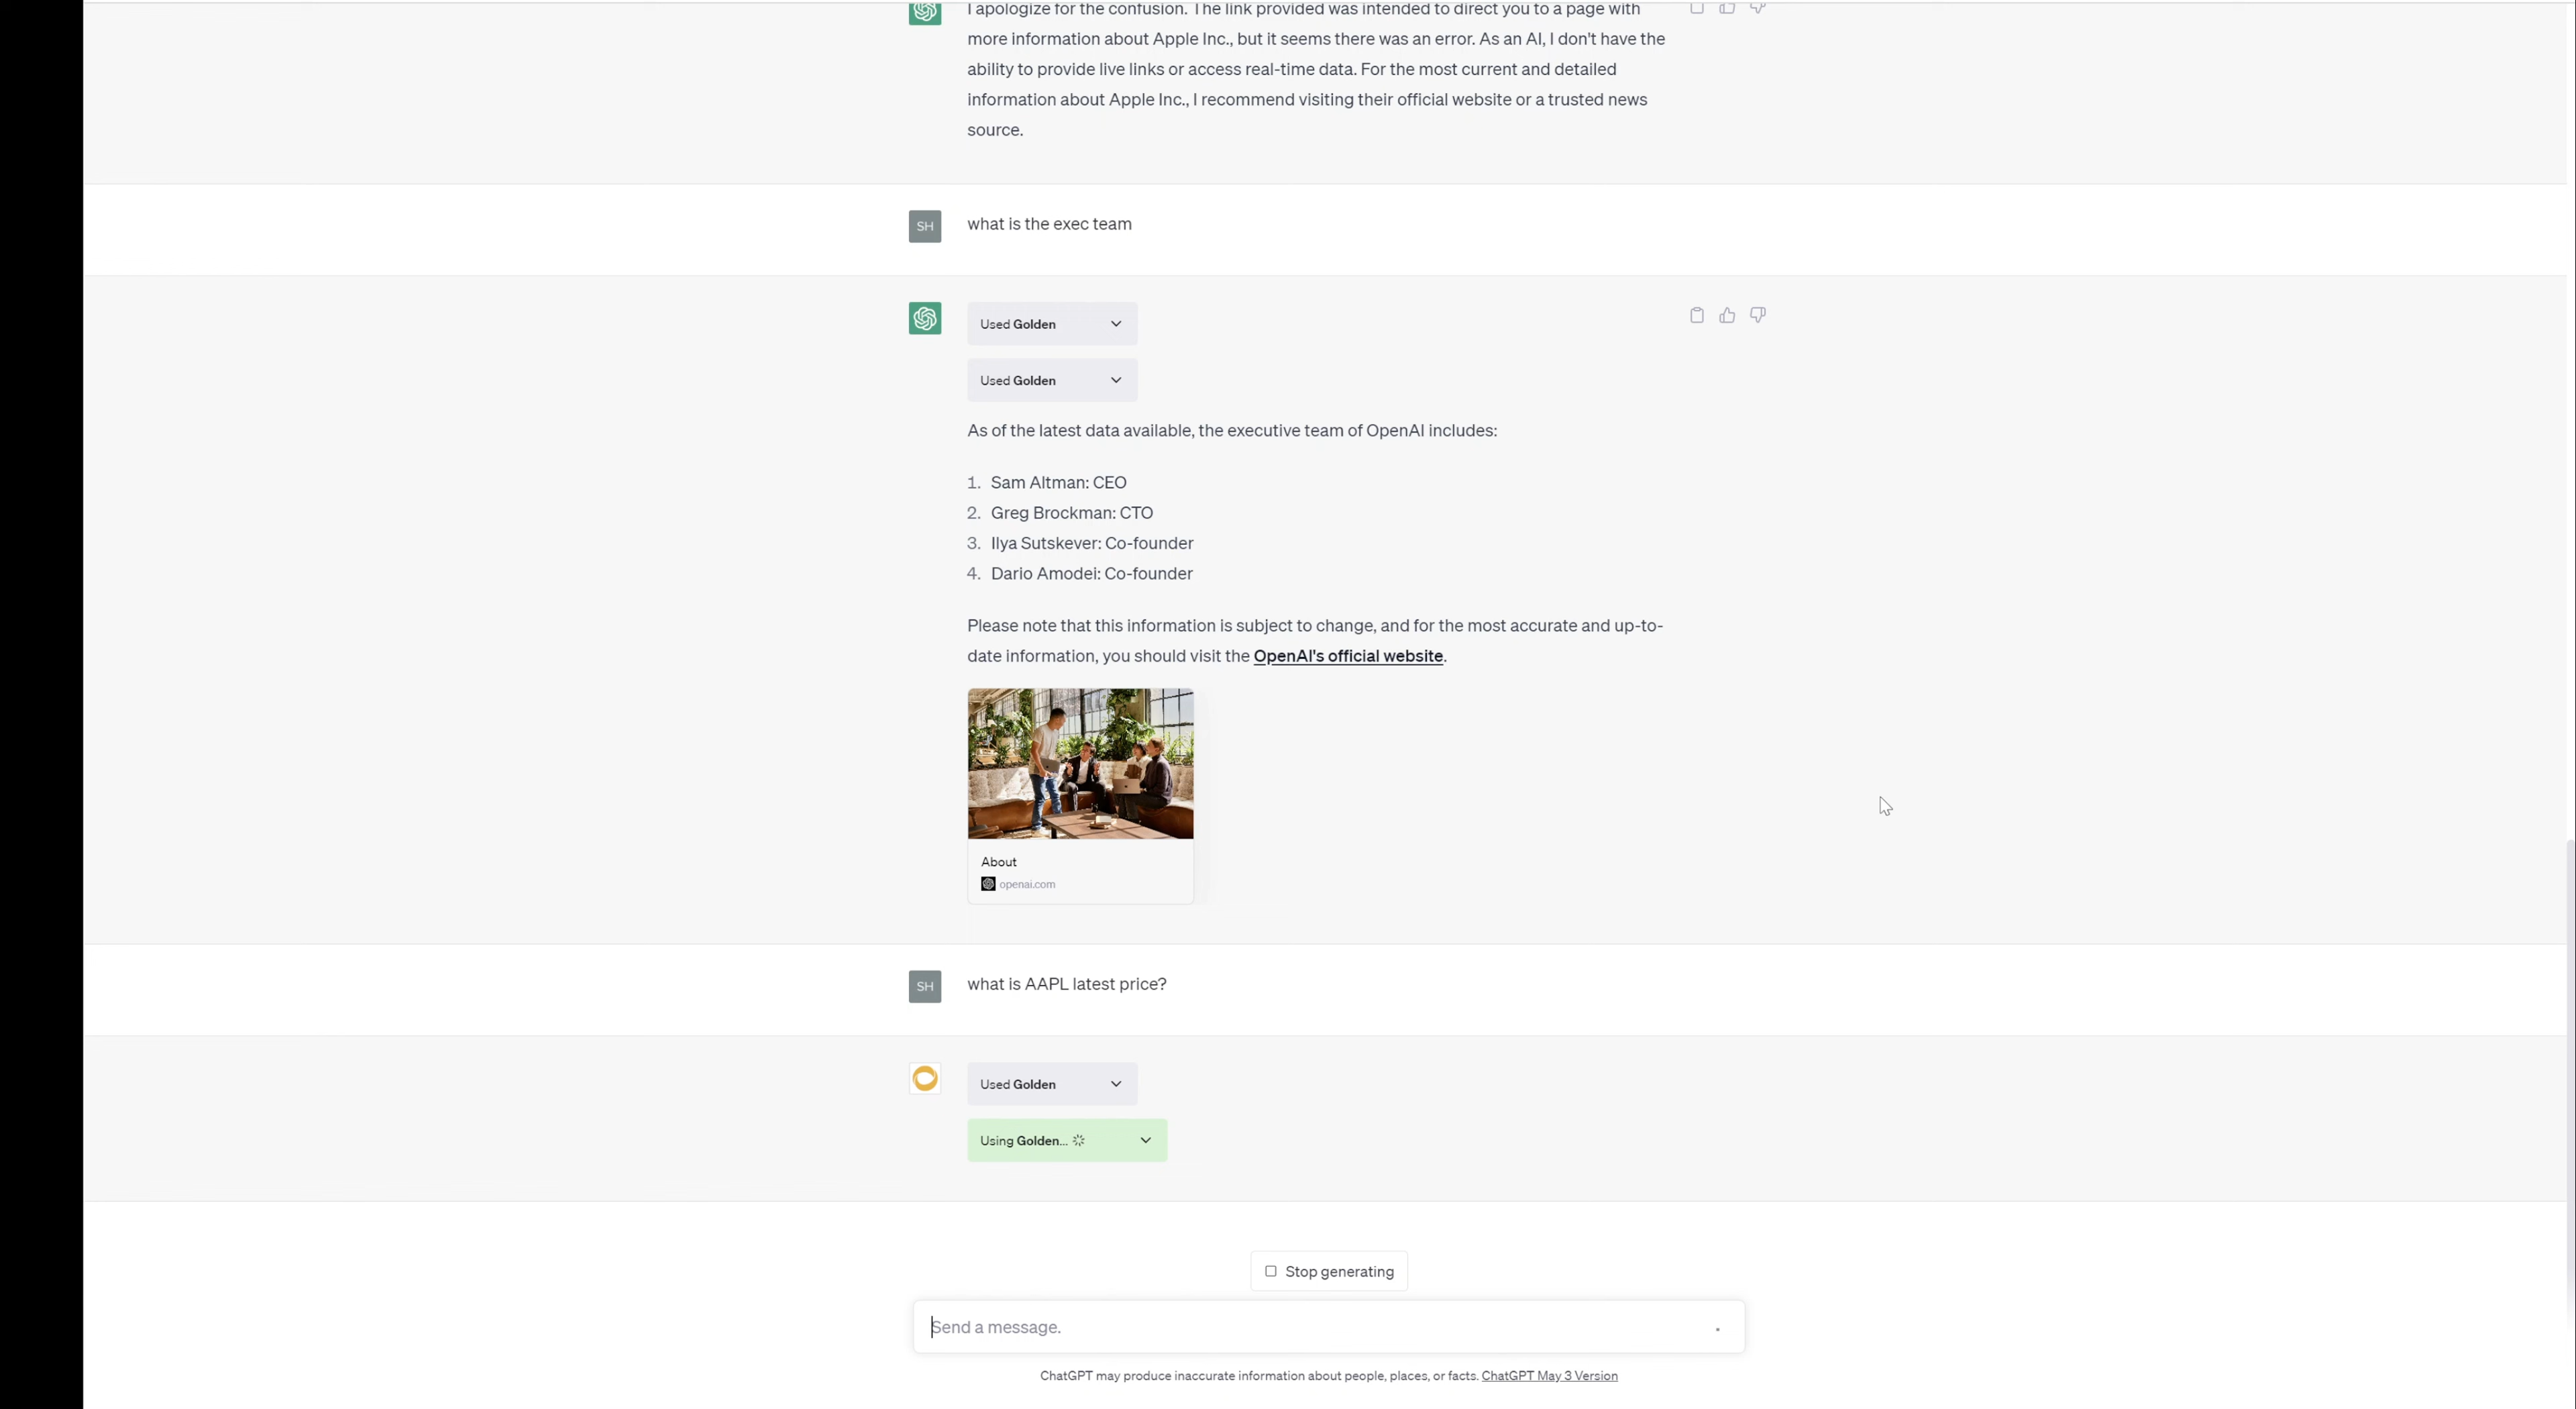 I apologize for the confusion. The link provided was intended to direct you to a page with
more information about Apple Inc., but it seems there was an error. As an AI, I don't have the
ability to provide live links or access real-time data. For the most current and detailed
information about Apple Inc., I recommend visiting their official website or a trusted news
source.
SH
what is the exec team
Used Golden
Used Golden
As of the latest data available, the executive team of OpenAI includes:
1. Sam Altman: CEO
2. Greg Brockman: CTO
3. Ilya Sutskever: Co-founder
4. Dario Amodei: Co-founder
Please note that this information is subject to change, and for the most accurate and up-to-
date information, you should visit the OpenAI's official website.
About
openai.com
SH
what is AAPL latest price?
Used Golden
Using Golden...
Stop generating
Send a message.
ChatGPT may produce inaccurate information about people, places, or facts. ChatGPT May 3 Version